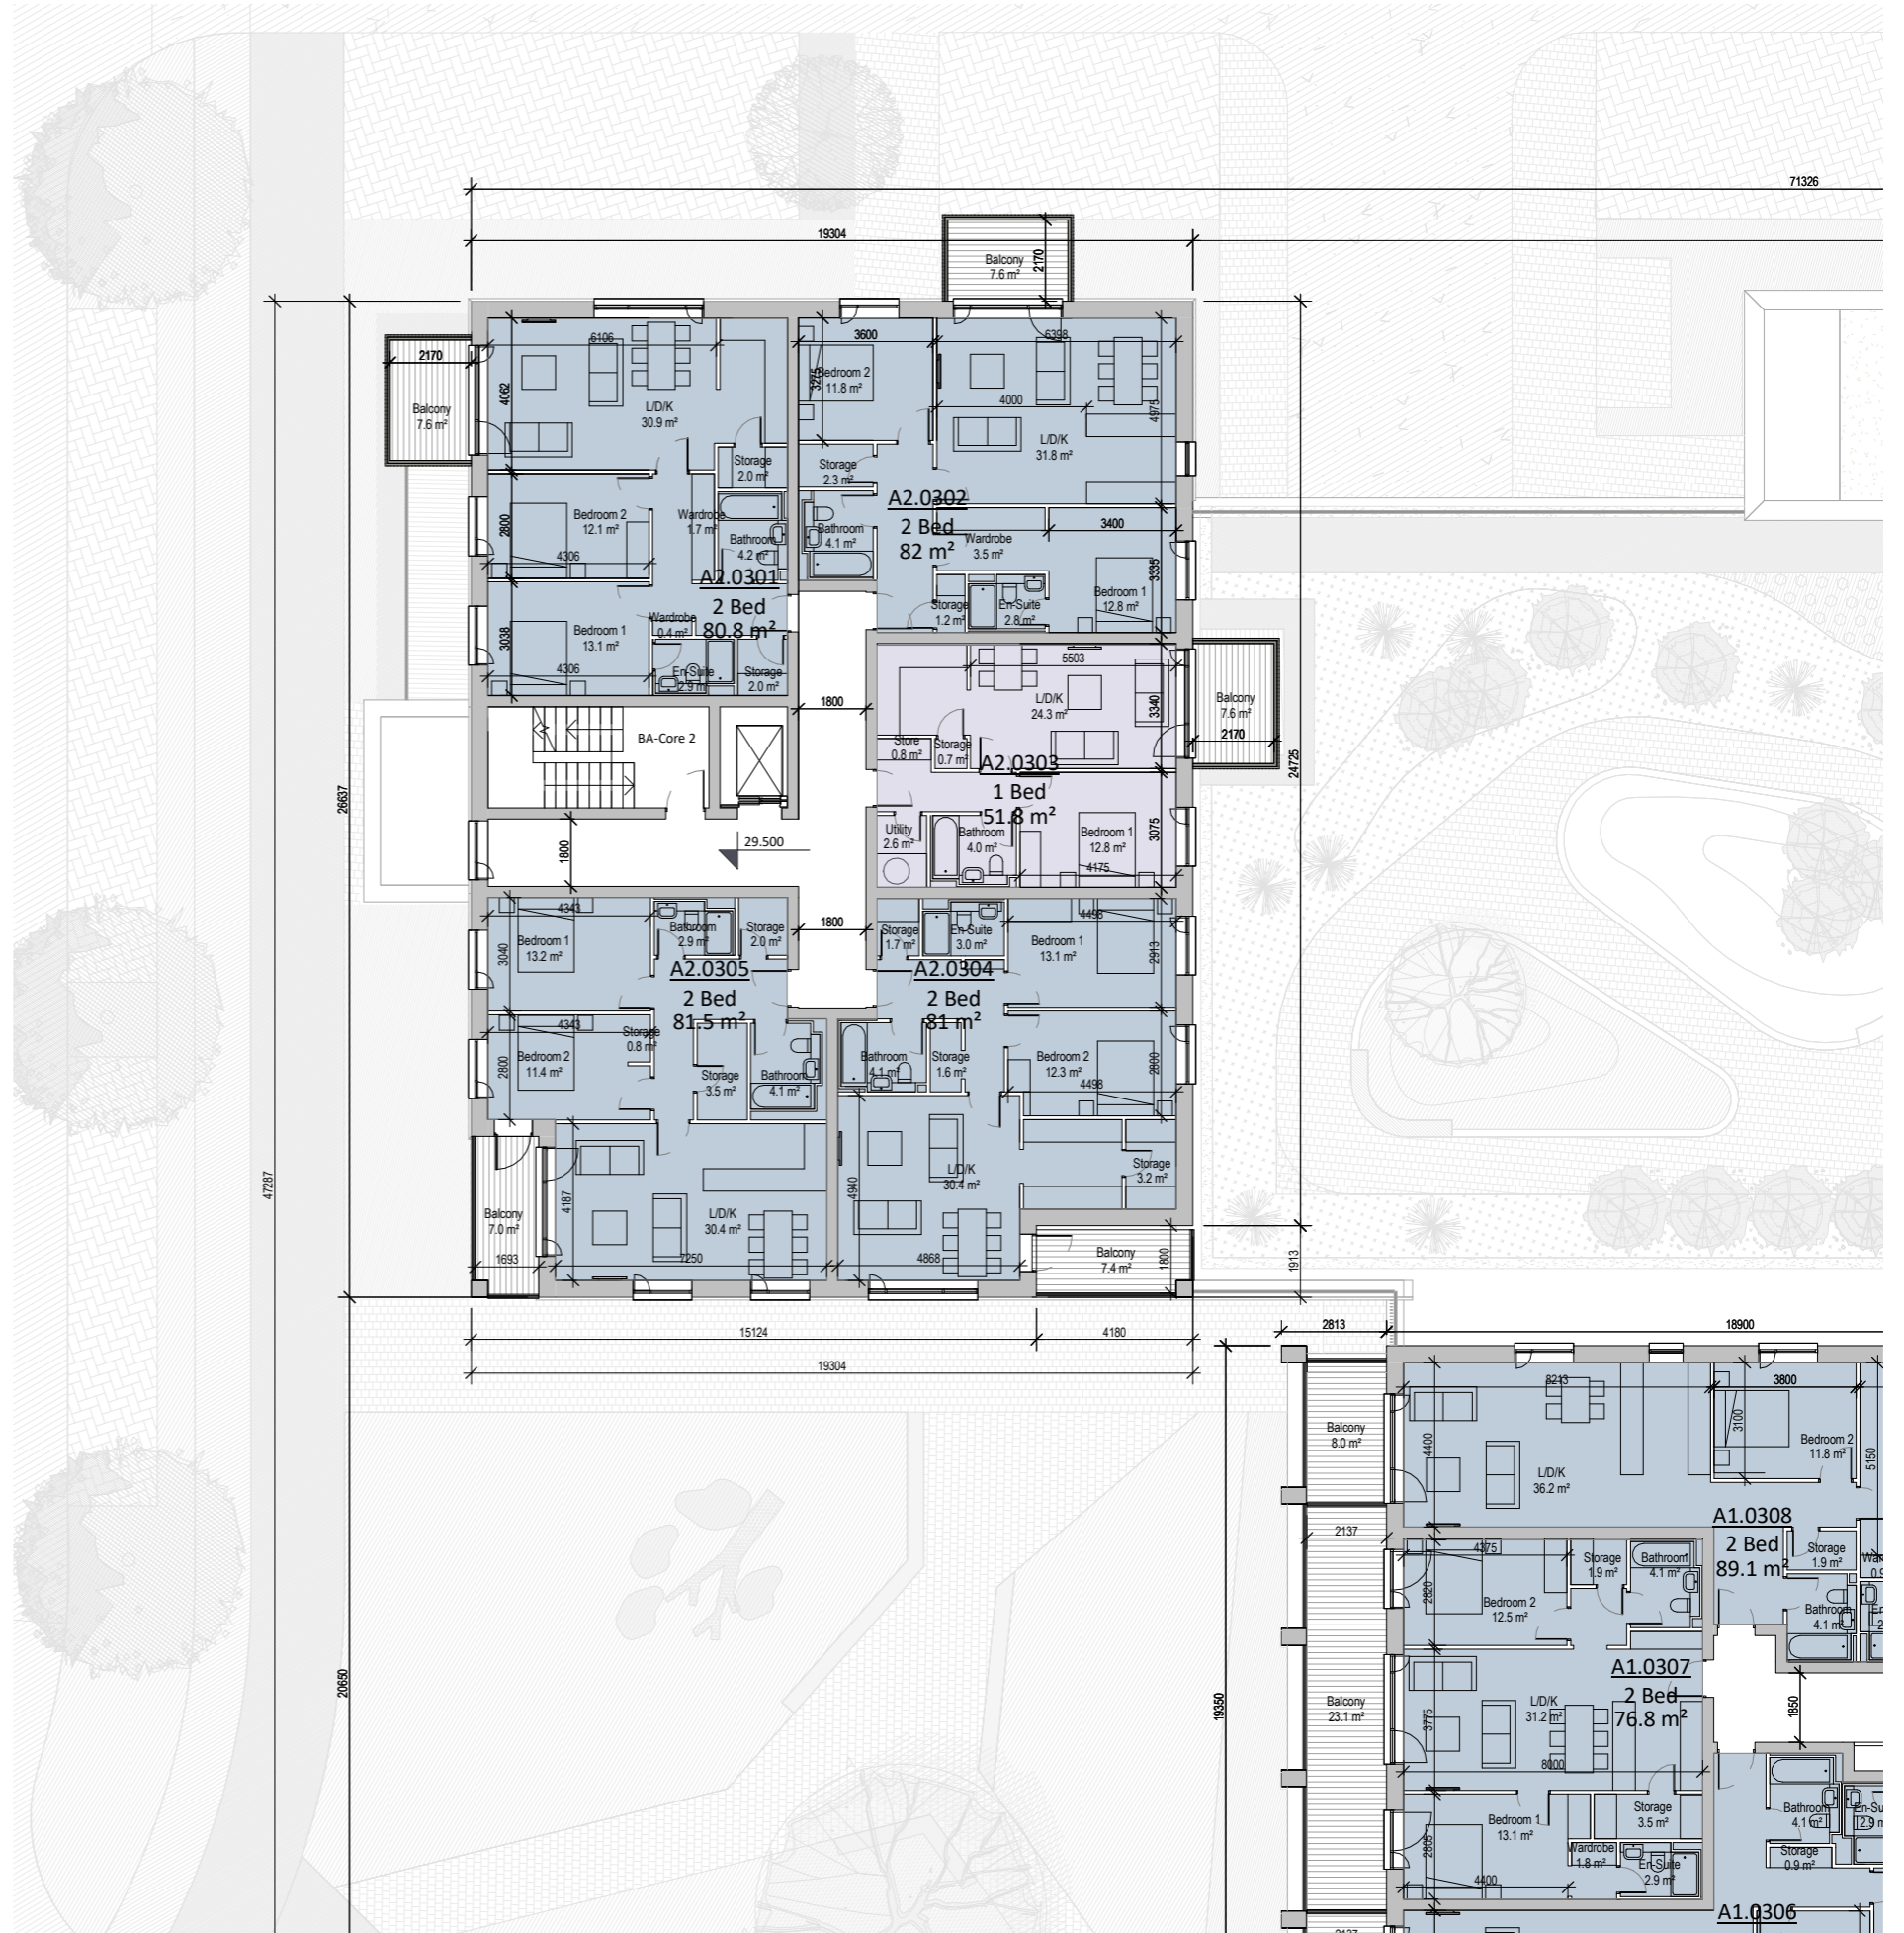 71326
19304
Balcony
7.6 m²
2170
2170
Balcony
7.6 m²
6106
4062
L/D/K
30.9 m²
Storage
2.0 m²
3600
3275
Bedroom 2
11.8 m²
6398
4000
4975
L/D/K
31.8 m²
Storage
2.3 m²
Bedroom 2
12.1 m²
2800
4306
Wardrobe
1.7 m²
Bathroom
4.2 m²
A2.0301
2 Bed
80.8 m²
Bathroom
4.1 m²
A2.0302
2 Bed
82 m²
Wardrobe
3.5 m²
3400
3335
Bedroom 1
12.8 m²
Storage
1.2 m²
En-Suite
2.8 m²
Bedroom 1
13.1 m²
3038
4306
Wardrobe
0.4 m²
En-Suite
2.9 m²
Storage
2.0 m²
1800
BA-Core 2
29.500
1800
1800
5503
L/D/K
24.3 m²
3340
Store
0.8 m²
Storage
0.7 m²
A2.0303
1 Bed
51.8 m²
Utility
2.6 m²
Bathroom
4.0 m²
Bedroom 1
12.8 m²
4175
3075
Balcony
7.6 m²
2170
24725
26637
47287
4343
Bedroom 1
13.2 m²
3040
Bathroom
2.9 m²
Storage
2.0 m²
A2.0305
2 Bed
81.5 m²
4343
Bedroom 2
11.4 m²
2800
Storage
0.8 m²
Storage
3.5 m²
Bathroom
4.1 m²
Storage
1.7 m²
En-Suite
3.0 m²
4498
Bedroom 1
13.1 m²
2913
A2.0304
2 Bed
81 m²
Bathroom
4.1 m²
Storage
1.6 m²
Bedroom 2
12.3 m²
4498
2800
Balcony
7.0 m²
1693
4187
L/D/K
30.4 m²
7250
4940
L/D/K
30.4 m²
4868
Storage
3.2 m²
Balcony
7.4 m²
1800
1913
15124
4180
19304
20650
19350
2813
18900
Balcony
8.0 m²
8213
4400
L/D/K
36.2 m²
3800
3100
Bedroom 2
11.8 m²
5150
A1.0308
2 Bed
89.1 m²
Storage
1.9 m²
Bathroom
4.1 m²
2137
4375
2820
Bedroom 2
12.5 m²
Storage
1.9 m²
Bathroom
4.1 m²
A1.0307
2 Bed
76.8 m²
Balcony
23.1 m²
3775
L/D/K
31.2 m²
8000
1850
Bedroom 1
13.1 m²
2805
4400
Storage
3.5 m²
Wardrobe
1.8 m²
En-Suite
2.9 m²
Bathroom
4.1 m²
Storage
0.9 m²
En-Su
2.9 m
A1.0306
2137